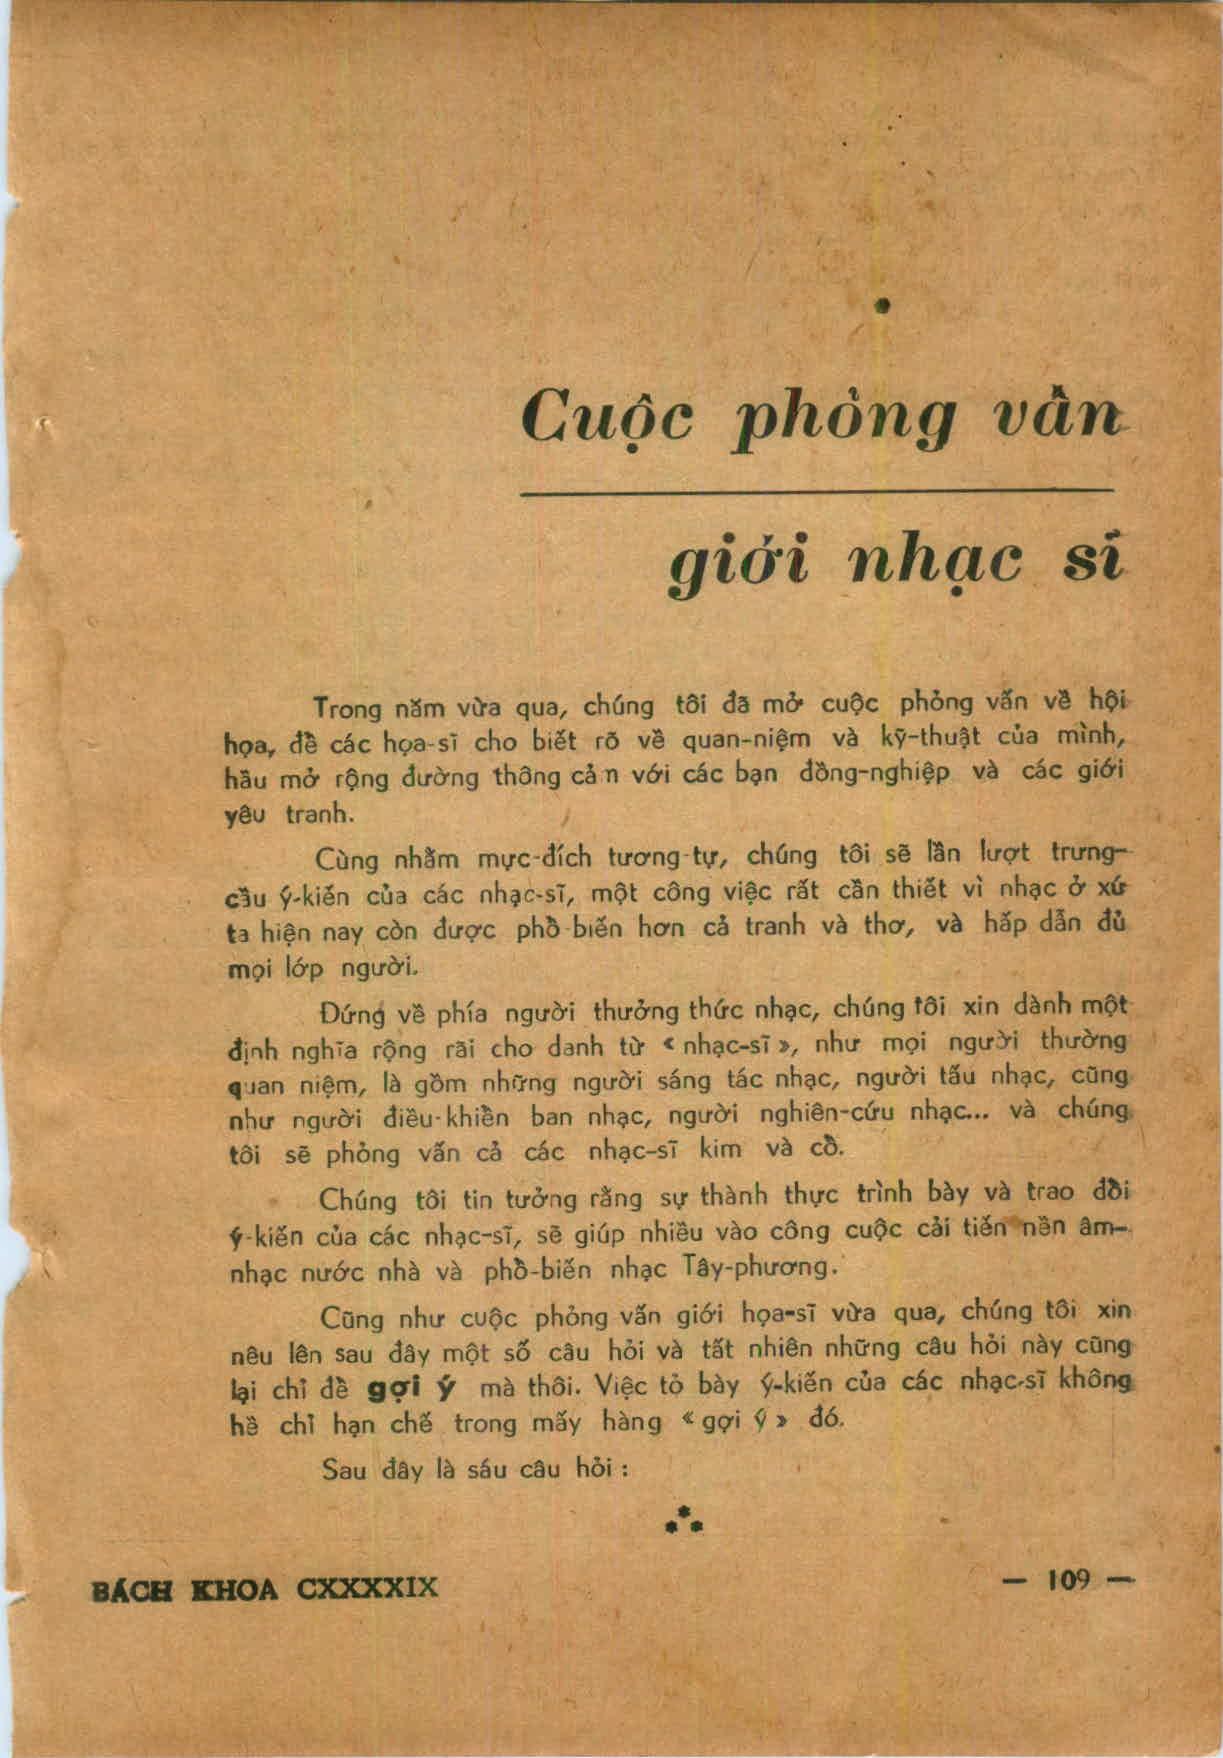 Cuộc phỏng vấn
giới nhạc sĩ
Trong năm vừa qua, chúng tôi đã mở cuộc phỏng vấn về hội
họa, để các họa-sĩ cho biết rõ về quan-niệm và kỹ-thuật của mình,
hầu mở rộng đường thông cảm với các bạn đồng-nghiệp và các giới
yêu tranh.
Cùng nhằm mực-đích tương-tự, chúng tôi sẽ lần lượt trưng-
cầu ý-kiến của các nhạc-sĩ, một công việc rất cần thiết vì nhạc ở xứ
ta hiện nay còn được phổ-biến hơn cả tranh và thơ, và hấp dẫn đủ
mọi lớp người.
Đứng về phía người thưởng thức nhạc, chúng tôi xin dành một
định nghĩa rộng rãi cho danh từ « nhạc-sĩ », như mọi người thường
quan niệm, là gồm những người sáng tác nhạc, người tấu nhạc, cũng
như người điều-khiển ban nhạc, người nghiên-cứu nhạc... và chúng
tôi sẽ phỏng vấn cả các nhạc-sĩ kim và cổ.
Chúng tôi tin tưởng rằng sự thành thực trình bày và trao đổi
ý-kiến của các nhạc-sĩ, sẽ giúp nhiều vào công cuộc cải tiến nền âm-
nhạc nước nhà và phổ-biến nhạc Tây-phương.
Cũng như cuộc phỏng vấn giới họa-sĩ vừa qua, chúng tôi xin
nêu lên sau đây một số câu hỏi và tất nhiên những câu hỏi này cũng
lại chỉ để gợi ý mà thôi. Việc tỏ bày ý-kiến của các nhạc-sĩ không
hề chỉ hạn chế trong mấy hàng « gợi ý » đó.
Sau đây là sáu câu hỏi :
BÁCH KHOA CXXXXIX
— 109 —